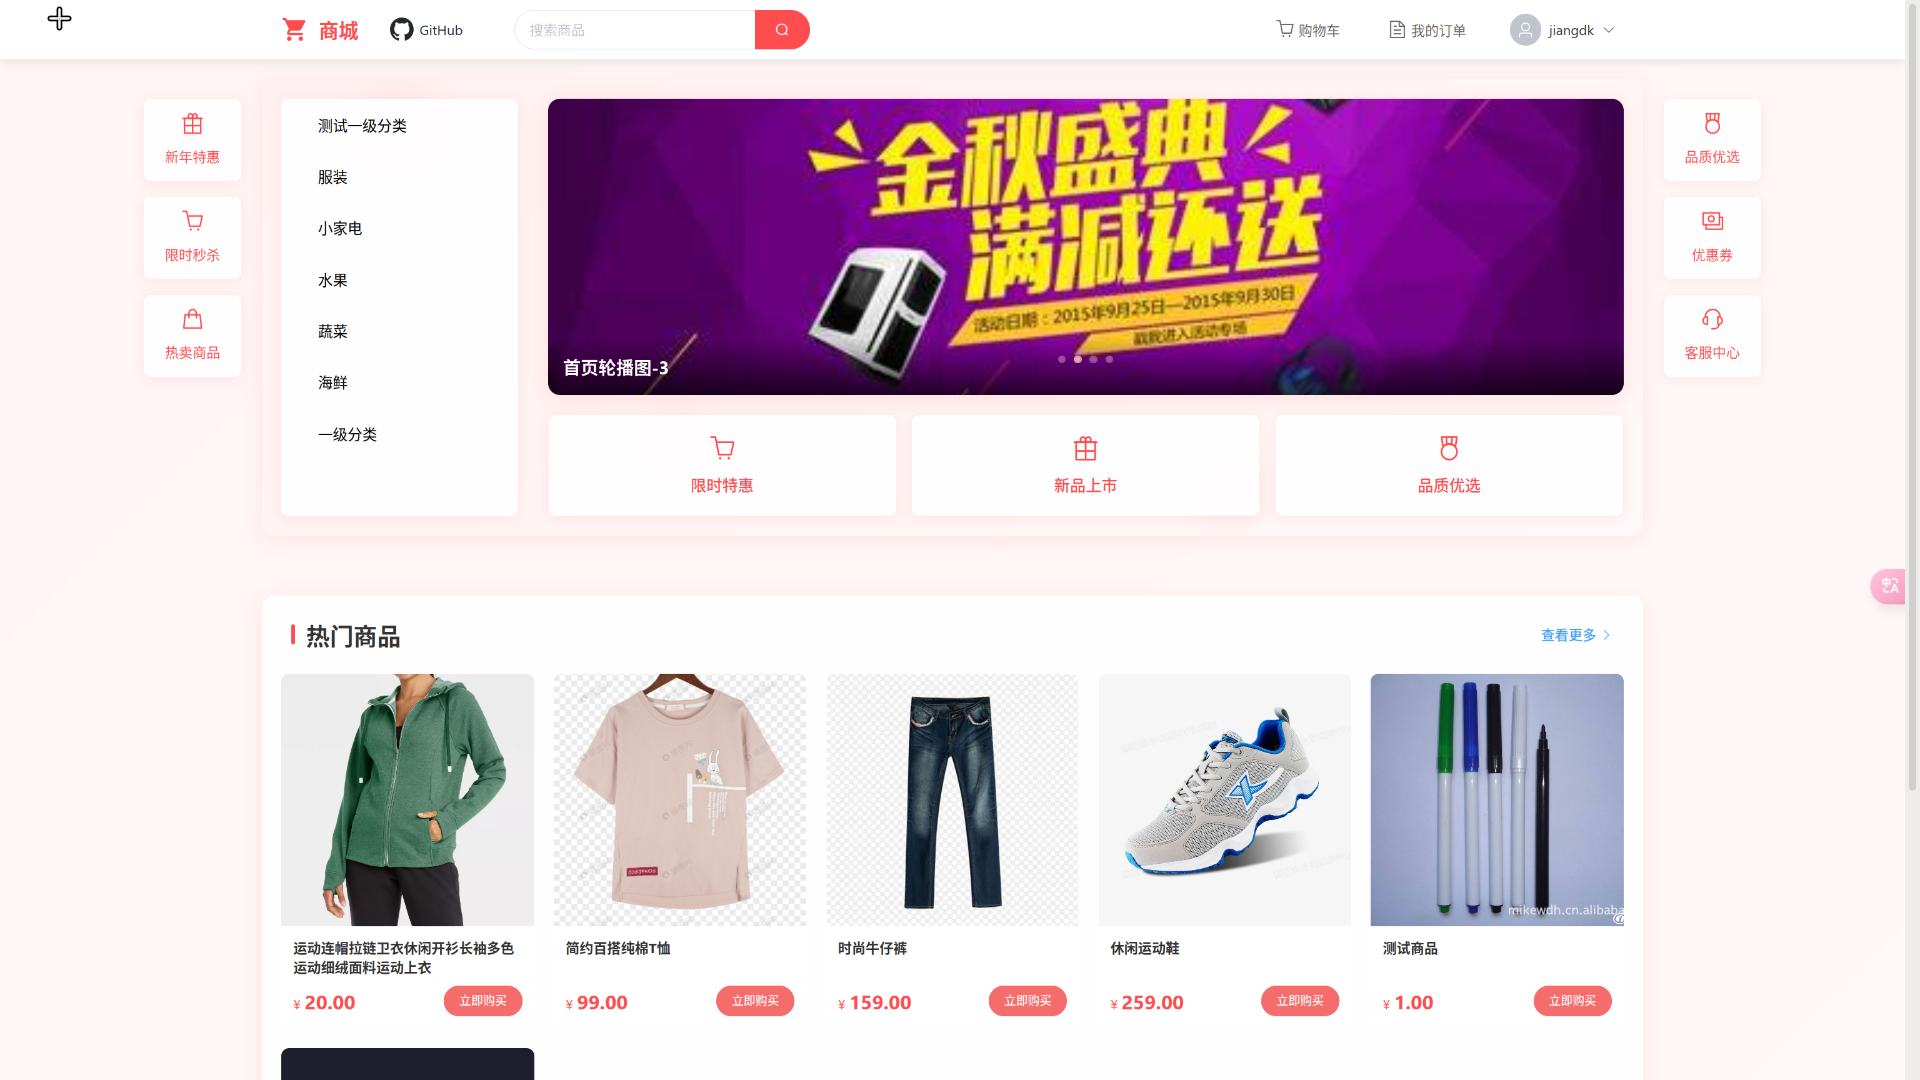 商城
GitHub
搜索商品
购物车
我的订单
jiangdk
新年特惠
限时秒杀
热卖商品
测试一级分类
服装
小家电
水果
蔬菜
海鲜
一级分类
金秋盛典
满减还送
活动日期：2015年9月25日—2015年9月30日
戳我进入活动专场
首页轮播图-3
限时特惠
新品上市
品质优选
品质优选
优惠券
客服中心
热门商品
查看更多
mikewdh.cn.alibaba
运动连帽拉链卫衣休闲开衫长袖多色
运动细绒面料运动上衣
¥ 20.00
立即购买
简约百搭纯棉T恤
¥ 99.00
立即购买
时尚牛仔裤
¥ 159.00
立即购买
休闲运动鞋
¥ 259.00
立即购买
测试商品
¥ 1.00
立即购买